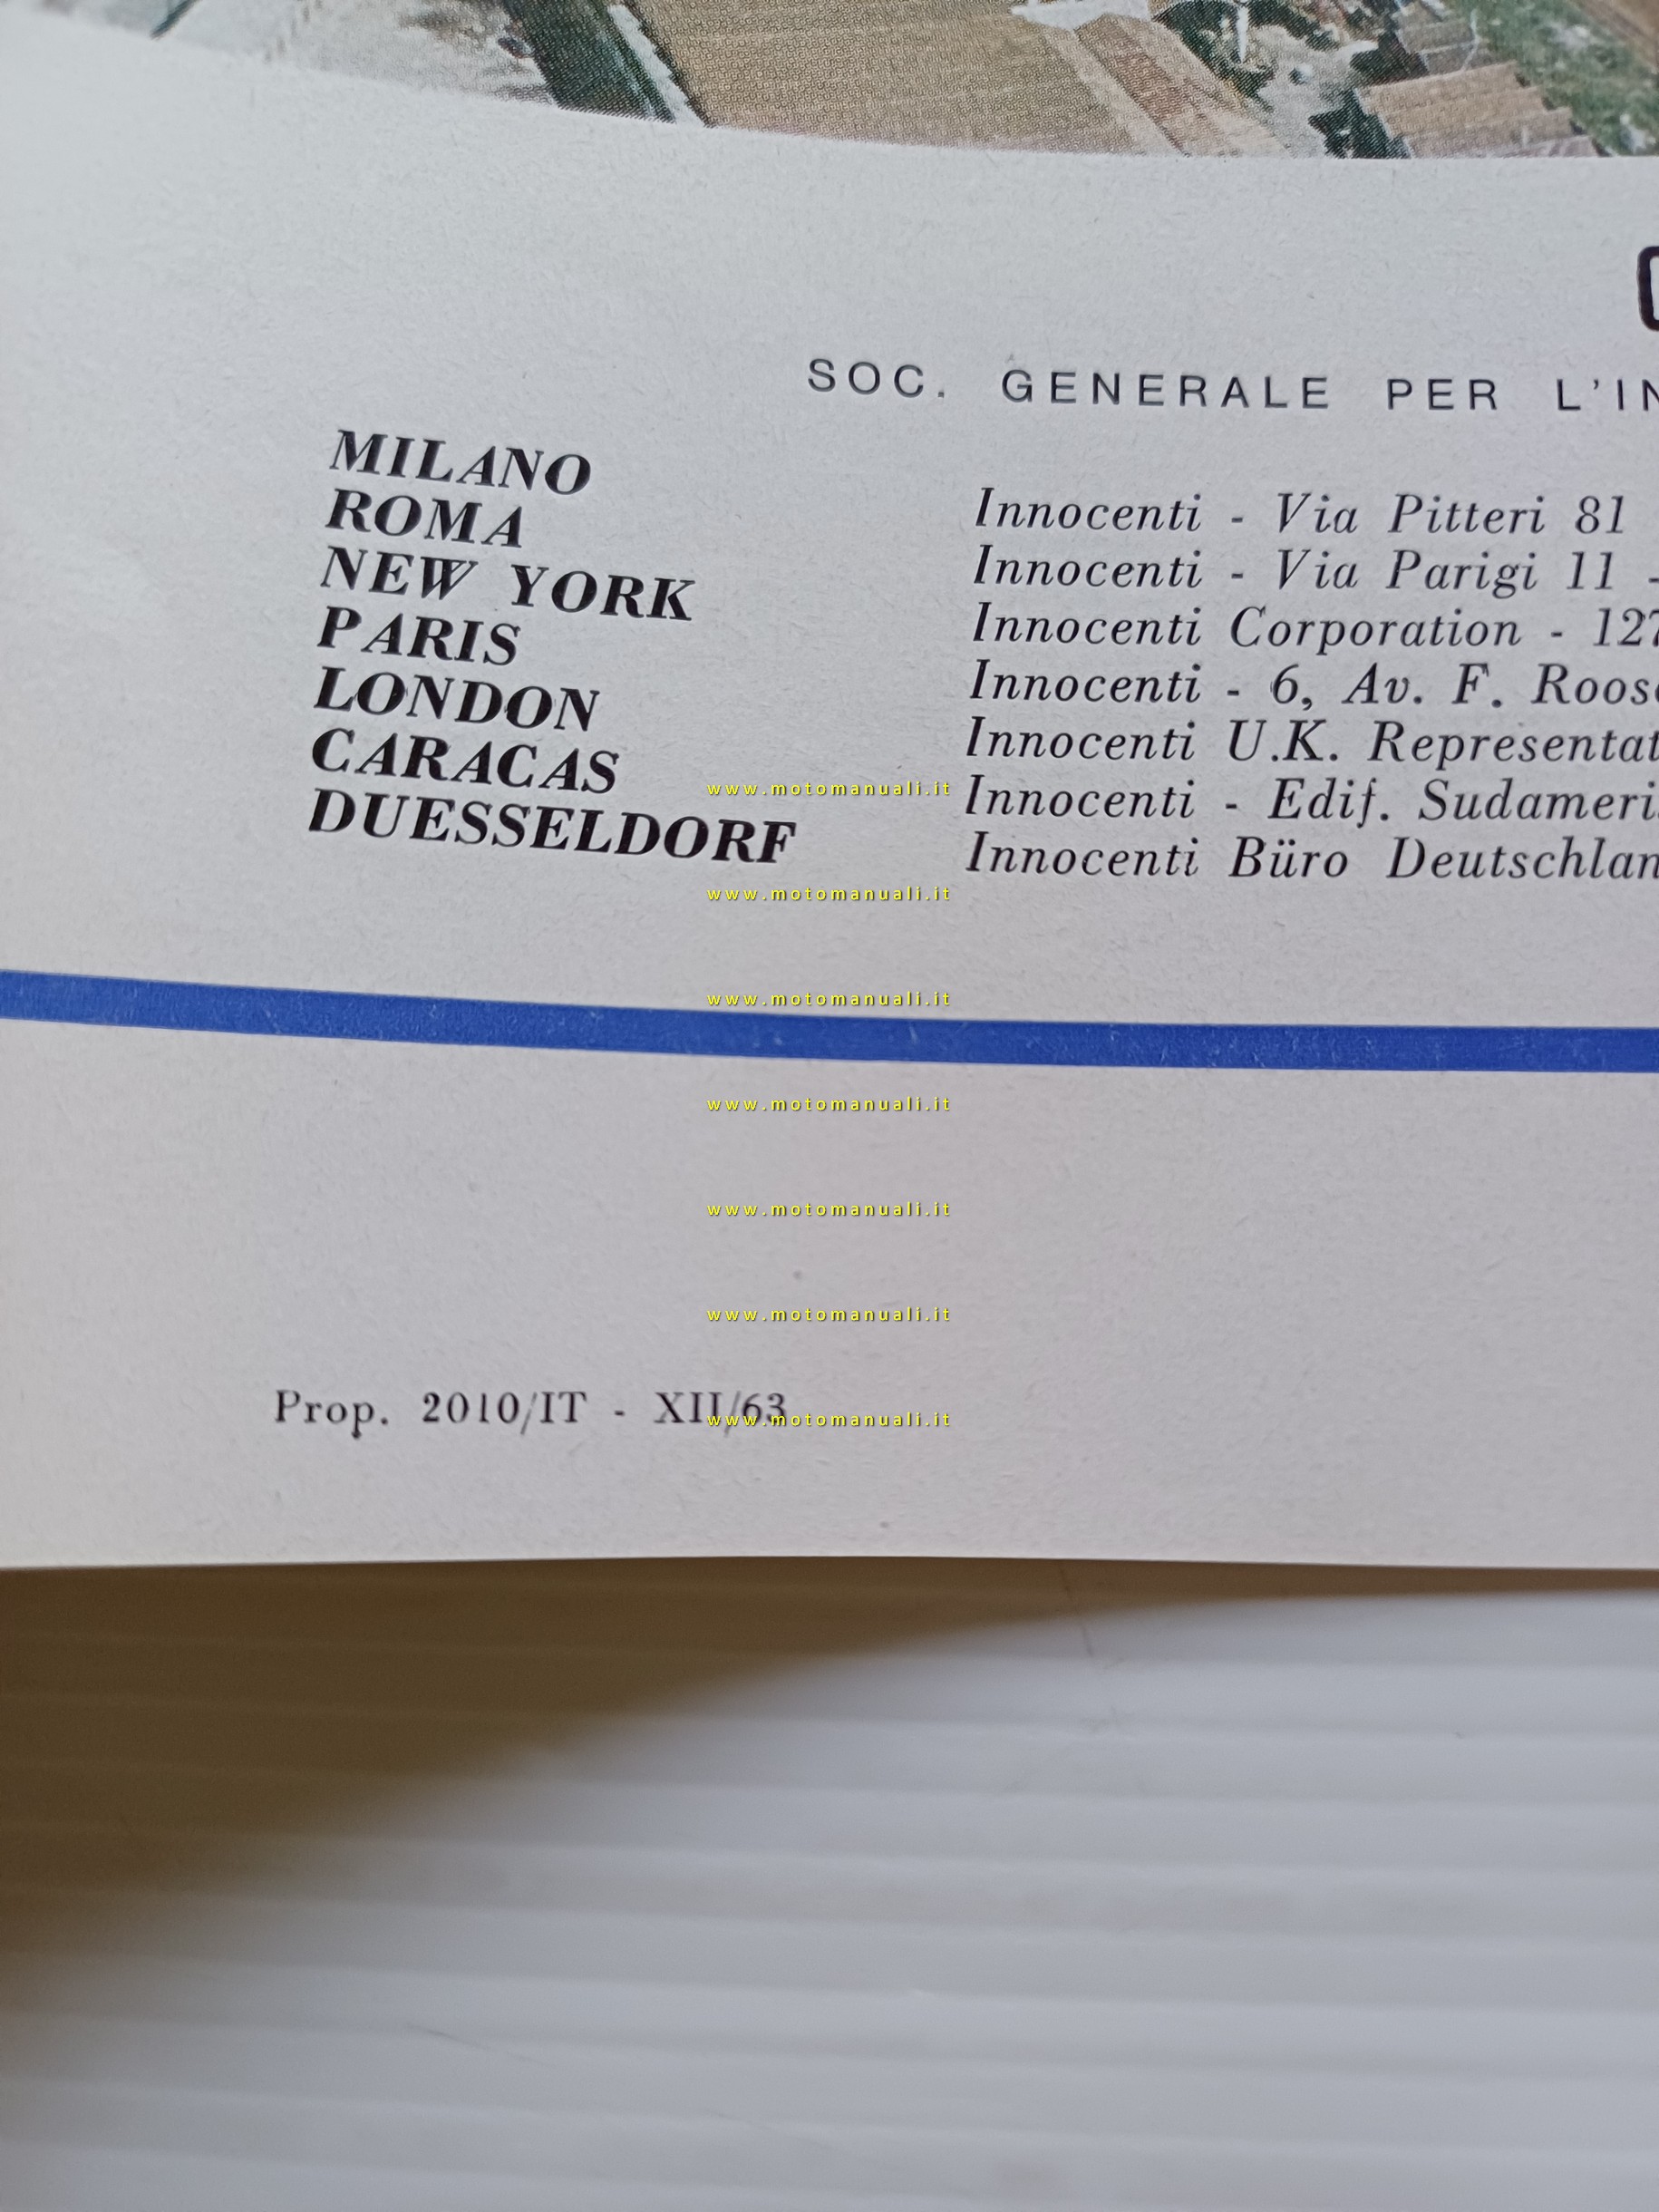 SOC. GENERALE PER L'IN
MILANO
ROMA
NEW YORK
PARIS
LONDON
CARACAS
DUESSELDORF
Innocenti - Via Pitteri 81
Innocenti - Via Parigi 11 -
Innocenti Corporation - 127
Innocenti - 6, Av. F. Roose
Innocenti U.K. Representat
Innocenti - Edif. Sudameri
Innocenti Büro Deutschlan
www.motomanuali.it
www.motomanuali.it
www.motomanuali.it
www.motomanuali.it
www.motomanuali.it
www.motomanuali.it
Prop. 2010/IT - XII/63
www.motomanuali.it